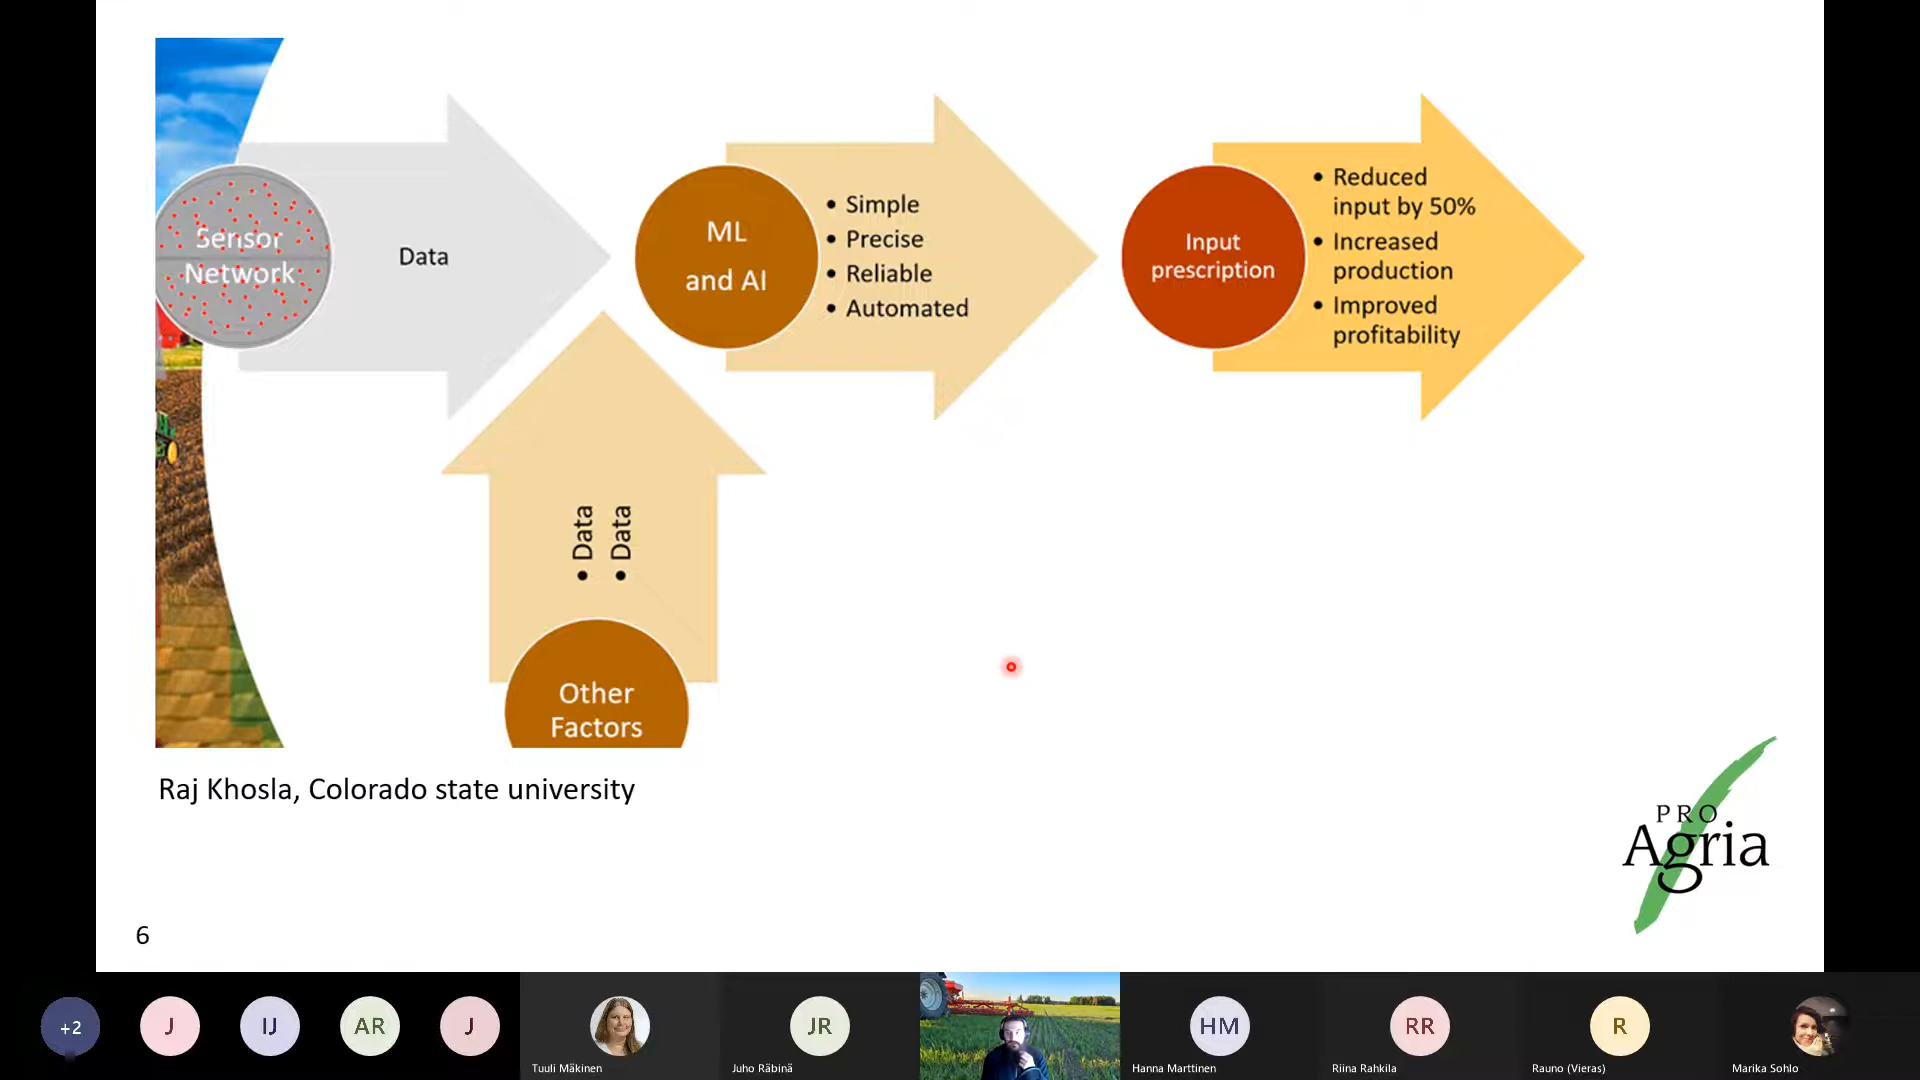 Sensor
Network
Data
ML
and AI
• Simple
• Precise
• Reliable
• Automated
Input
prescription
• Reduced
input by 50%
• Increased
production
• Improved
profitability
• Data
• Data
Other
Factors
Raj Khosla, Colorado state university
PRO
Agria
6
+2
J
IJ
AR
J
Tuuli Mäkinen
JR
Juho Räbinä
HM
Hanna Marttinen
RR
Riina Rahkila
R
Rauno (Vieras)
Marika Sohlo